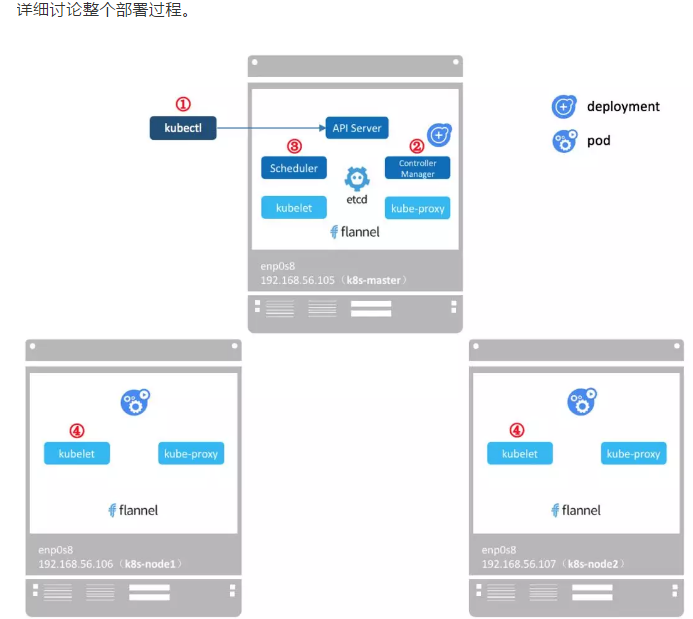 详细讨论整个部署过程。
①
kubectl
API Server
deployment
pod
③
②
Scheduler
Controller
Manager
etcd
kubelet
kube-proxy
flannel
enp0s8
192.168.56.105（k8s-master）
④
kubelet
kube-proxy
flannel
enp0s8
192.168.56.106（k8s-node1）
④
kubelet
kube-proxy
flannel
enp0s8
192.168.56.107（k8s-node2）